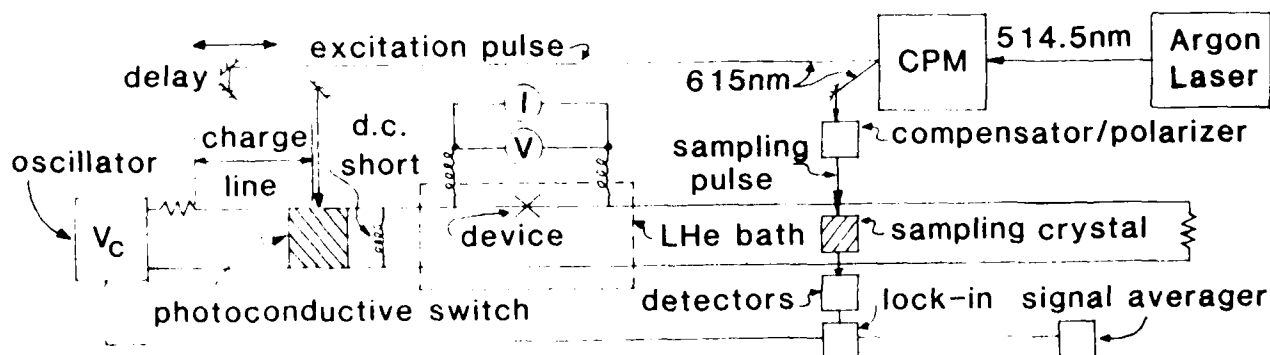 excitation pulse
514.5nm
Argon
Laser
CPM
delay
615nm
I
charge
d.c.
compensator/polarizer
oscillator
short
V
sampling
pulse
line
V_C
device
LHe bath
sampling crystal
photoconductive switch
detectors
lock-in
signal averager